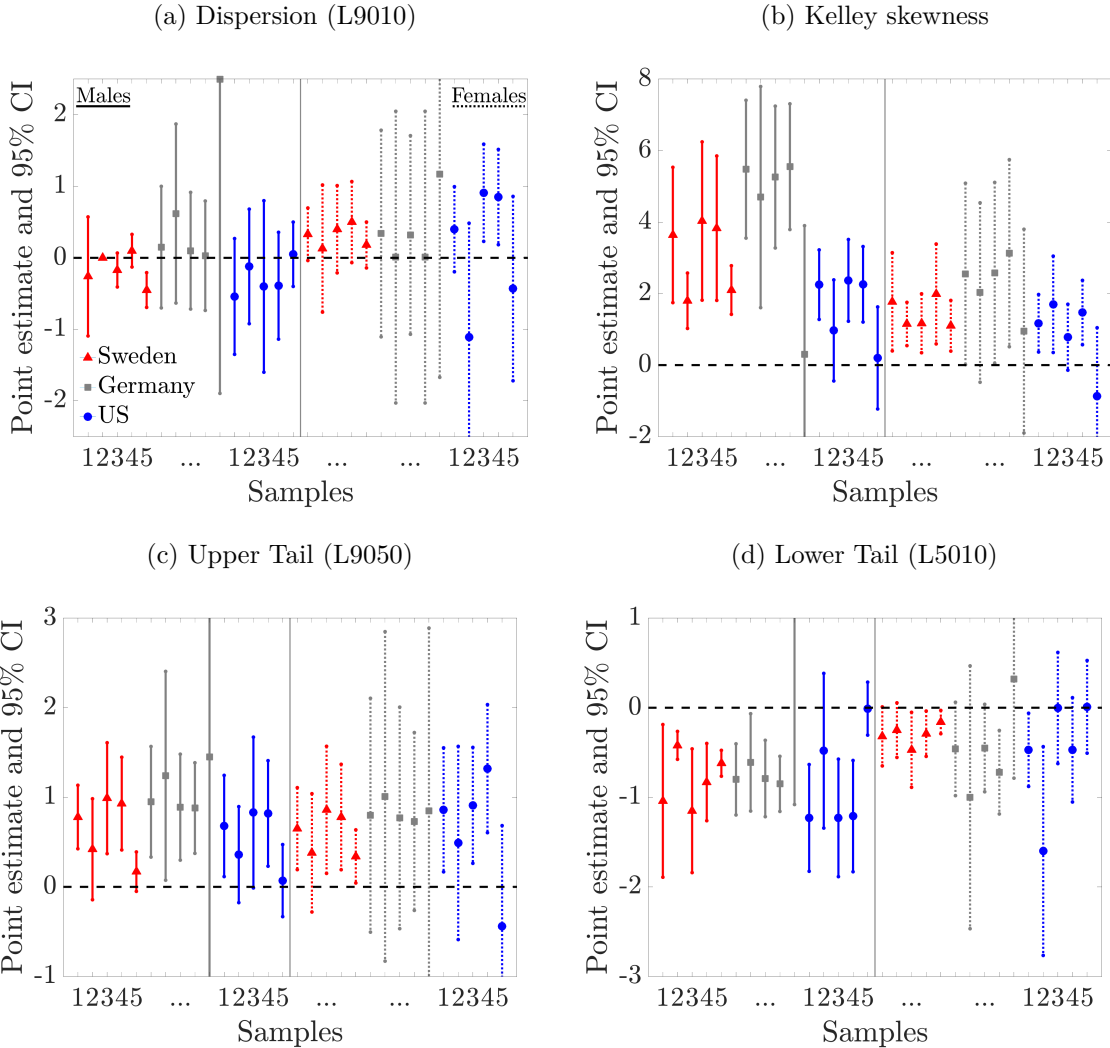 (a) Dispersion (L9010)
Point estimate and 95% CI
Males
Females
2
1
0
-1
-2
Sweden
Germany
US
12345 ... 12345 ... ... 12345
Samples
(b) Kelley skewness
Point estimate and 95% CI
8
6
4
2
0
-2
12345 ... 12345 ... ... 12345
Samples
(c) Upper Tail (L9050)
Point estimate and 95% CI
3
2
1
0
-1
12345 ... 12345 ... ... 12345
Samples
(d) Lower Tail (L5010)
Point estimate and 95% CI
1
0
-1
-2
-3
12345 ... 12345 ... ... 12345
Samples